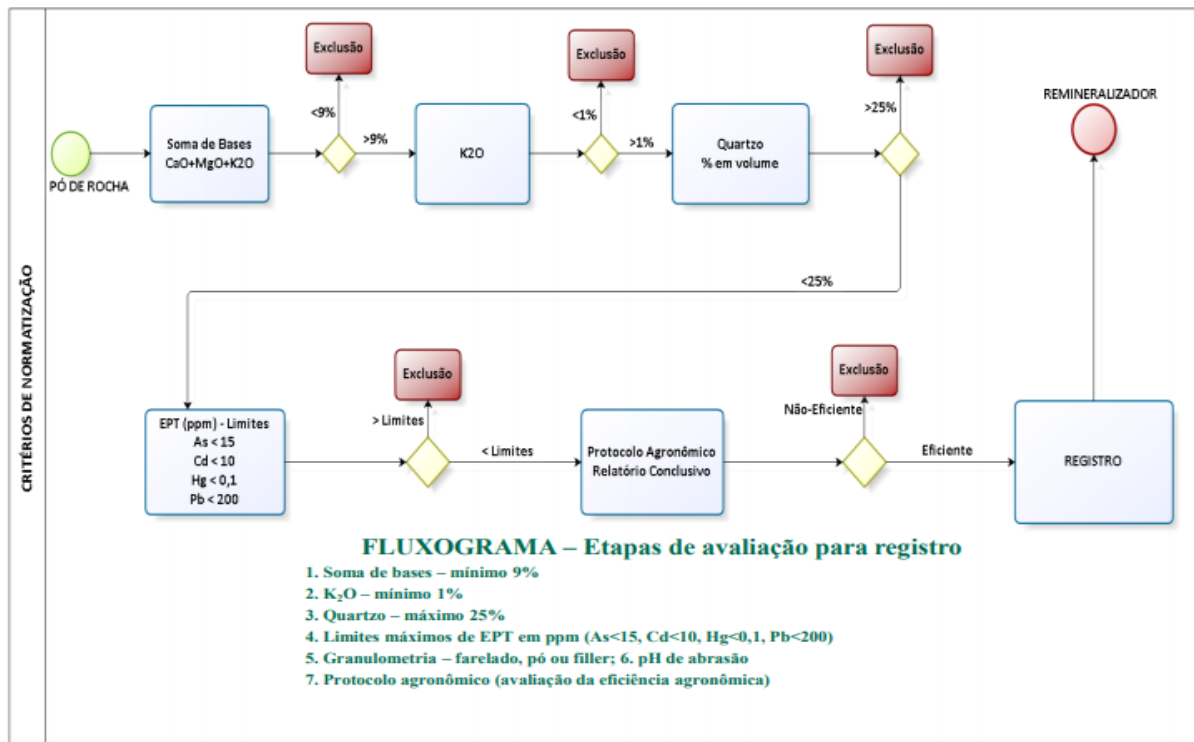 CRITÉRIOS DE NORMATIZAÇÃO
PÓ DE ROCHA
Soma de Bases
CaO+MgO+K2O
<9%
Exclusão
>9%
K2O
<1%
Exclusão
>1%
Quartzo
% em volume
>25%
Exclusão
<25%
REMINERALIZADOR
EPT (ppm) - Limites
As < 15
Cd < 10
Hg < 0,1
Pb < 200
> Limites
Exclusão
< Limites
Protocolo Agronômico
Relatório Conclusivo
Não-Eficiente
Exclusão
Eficiente
REGISTRO
FLUXOGRAMA – Etapas de avaliação para registro
1. Soma de bases – mínimo 9%
2. K₂O – mínimo 1%
3. Quartzo – máximo 25%
4. Limites máximos de EPT em ppm (As<15, Cd<10, Hg<0,1, Pb<200)
5. Granulometria – farelado, pó ou filler; 6. pH de abrasão
7. Protocolo agronômico (avaliação da eficiência agronômica)